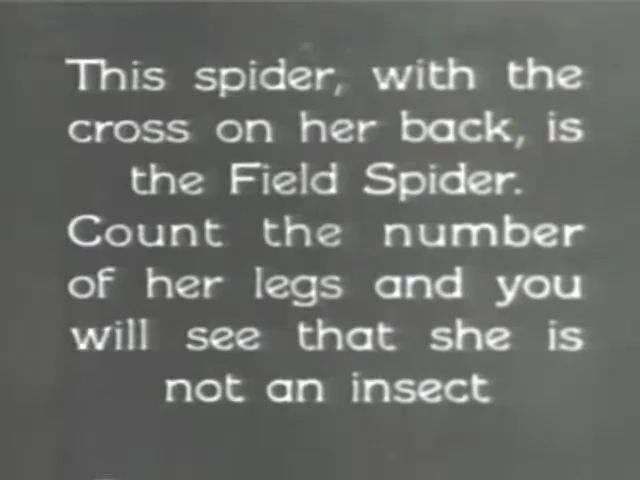 This spider, with the
cross on her back, is
the Field Spider.
Count the number
of her legs and you
will see that she is
not an insect